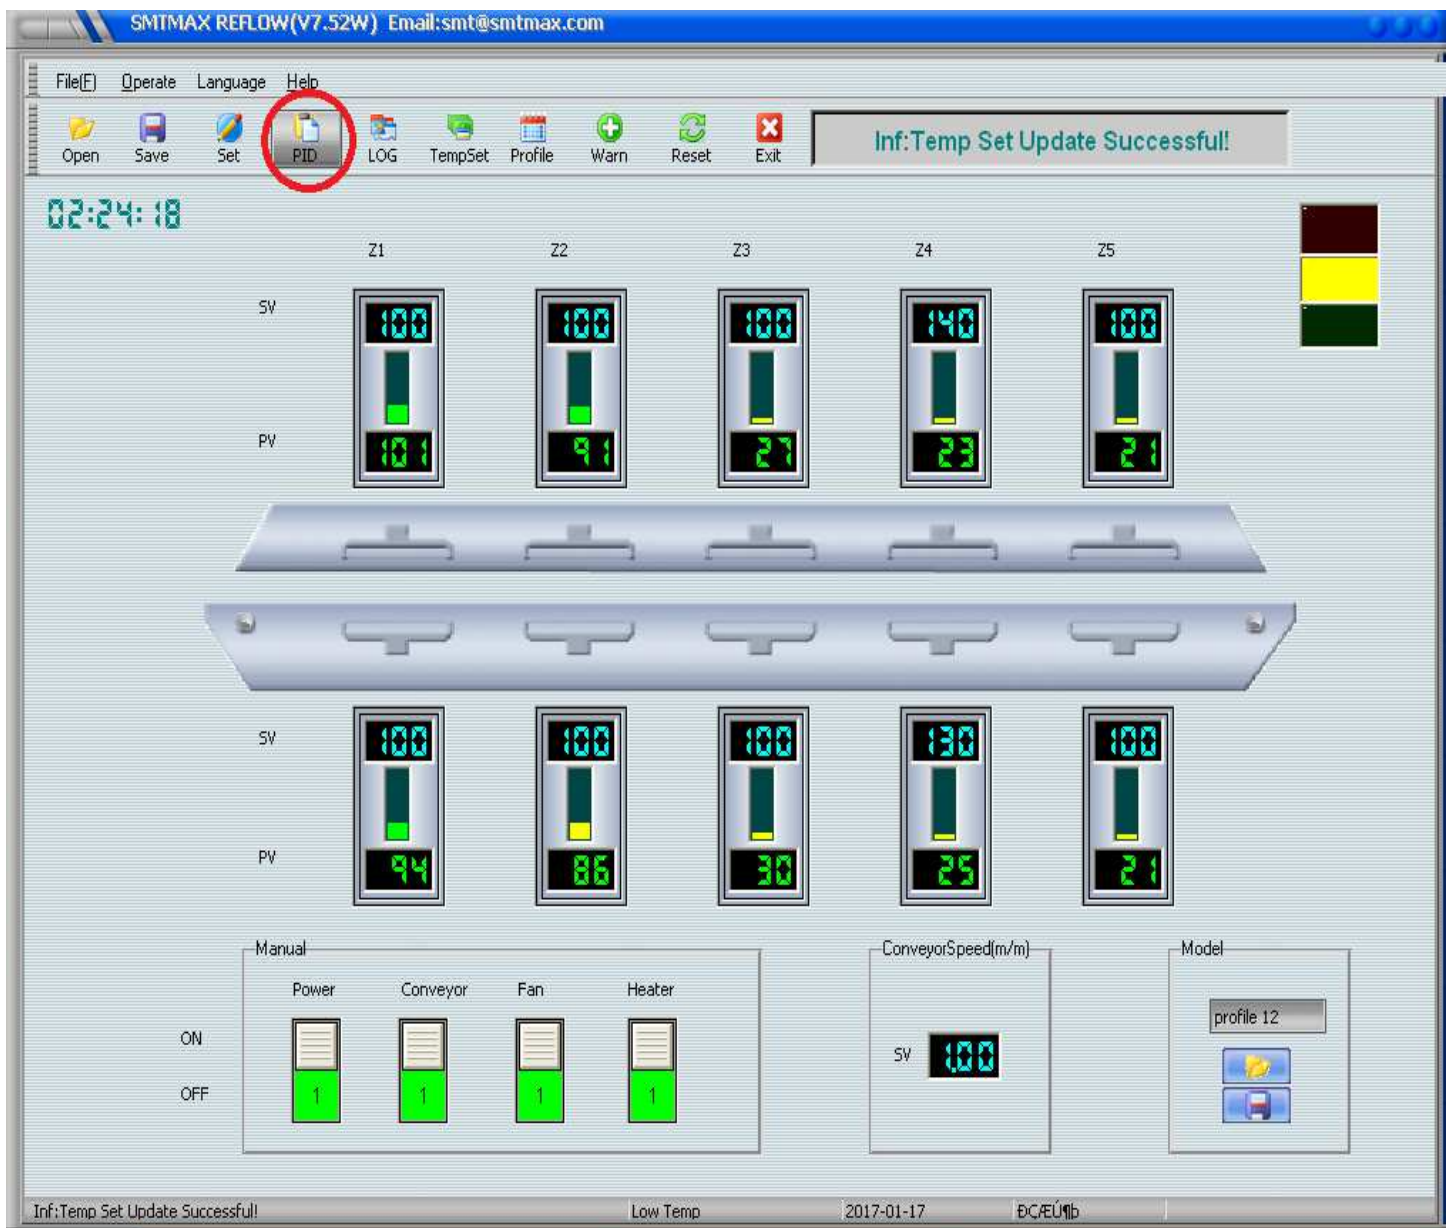 SMTMAX REFLOW(V7.52W) Email:smt@smtmax.com
File(F) Operate Language Help
Open Save Set PID LOG TempSet Profile Warn Reset Exit
Inf:Temp Set Update Successful!
02:24:18
Z1 Z2 Z3 Z4 Z5
SV 100 100 100 140 100
PV 101 91 27 23 21
SV 100 100 100 130 100
PV 94 86 30 25 21
Manual ConveyorSpeed(m/m) Model
Power Conveyor Fan Heater
profile 12
ON
SV 1.00
OFF 1 1 1 1
Inf:Temp Set Update Successful! Low Temp 2017-01-17 ÐÇÆÚ¶þ